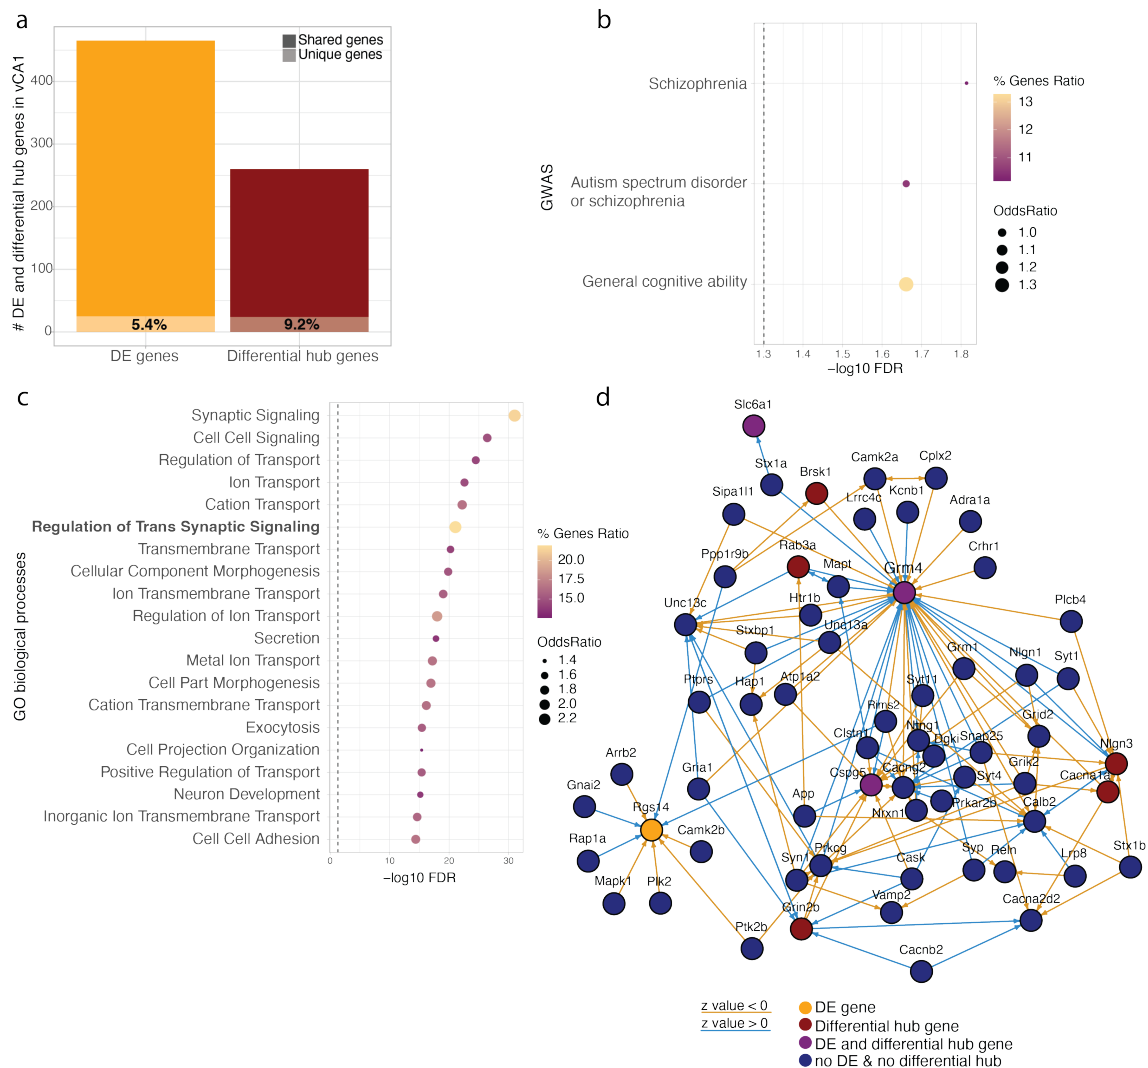 a
# DE and differential hub genes in vCA1
Shared genes
Unique genes
400
300
200
100
0
5.4%
9.2%
DE genes
Differential hub genes
b
GWAS
Schizophrenia
Autism spectrum disorder
or schizophrenia
General cognitive ability
1.3
1.4
1.5
1.6
1.7
1.8
−log10 FDR
% Genes Ratio
13
12
11
OddsRatio
1.0
1.1
1.2
1.3
c
GO biological processes
Synaptic Signaling
Cell Cell Signaling
Regulation of Transport
Ion Transport
Cation Transport
Regulation of Trans Synaptic Signaling
Transmembrane Transport
Cellular Component Morphogenesis
Ion Transmembrane Transport
Regulation of Ion Transport
Secretion
Metal Ion Transport
Cell Part Morphogenesis
Cation Transmembrane Transport
Exocytosis
Cell Projection Organization
Positive Regulation of Transport
Neuron Development
Inorganic Ion Transmembrane Transport
Cell Cell Adhesion
0
10
20
30
−log10 FDR
% Genes Ratio
20.0
17.5
15.0
OddsRatio
1.4
1.6
1.8
2.0
2.2
d
Slc6a1
Stx1a
Brsk1
Camk2a
Cplx2
Sipa1l1
Lrrc4c
Kcnb1
Adra1a
Ppp1r9b
Rab3a
Mapt
Grm4
Crhr1
Unc13c
Htr1b
Unc13a
Plcb4
Stxbp1
Grm1
Nlgn1
Syt1
Ptprs
Hap1
Atp1a2
Syt11
Rims2
Grid2
Clstn1
Ntng1
Dgki
Snap25
Nlgn3
Arrb2
Gria1
Cspg5
Cacng2
Syt4
Grik2
Cacna1a
Gnai2
Rgs14
App
Nrxn1
Prkar2b
Calb2
Rap1a
Camk2b
Syn1
Prkcg
Cask
Syp
Reln
Lrp8
Stx1b
Mapk1
Plk2
Grin2b
Vamp2
Cacna2d2
Ptk2b
Cacnb2
z value < 0
z value > 0
DE gene
Differential hub gene
DE and differential hub gene
no DE & no differential hub